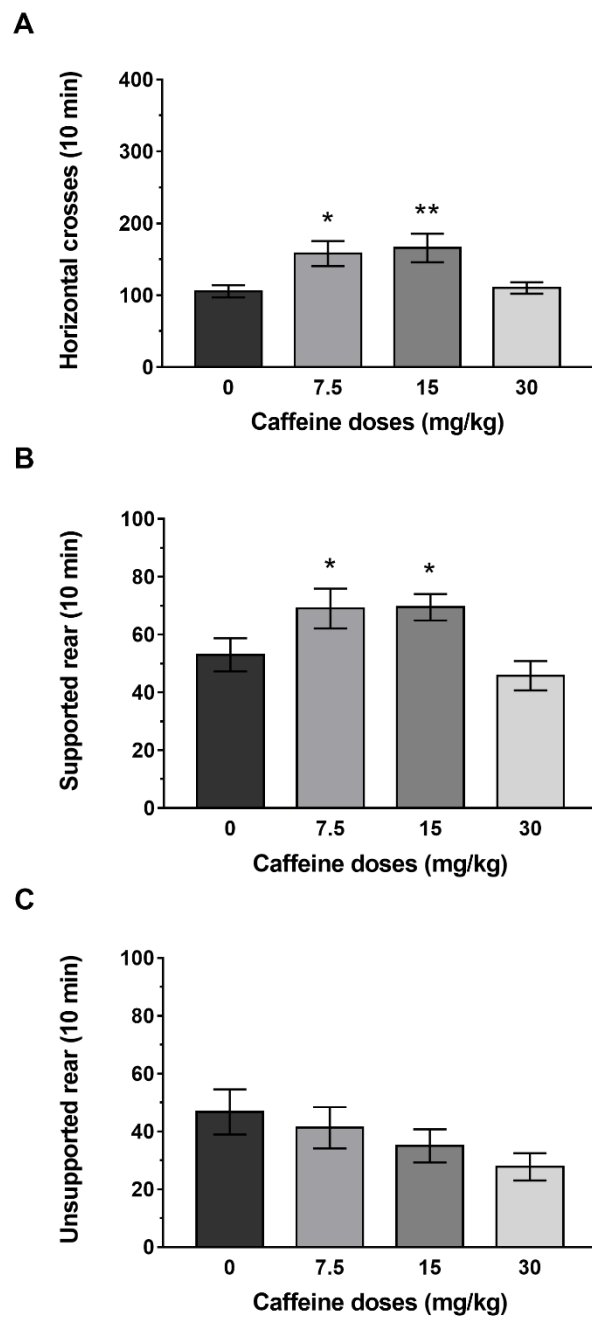 A
Horizontal crosses (10 min)
400
300
200
100
0
*
**
0 7.5 15 30
Caffeine doses (mg/kg)
B
Supported rear (10 min)
100
80
60
40
20
0
*
*
0 7.5 15 30
Caffeine doses (mg/kg)
C
Unsupported rear (10 min)
100
80
60
40
20
0
0 7.5 15 30
Caffeine doses (mg/kg)